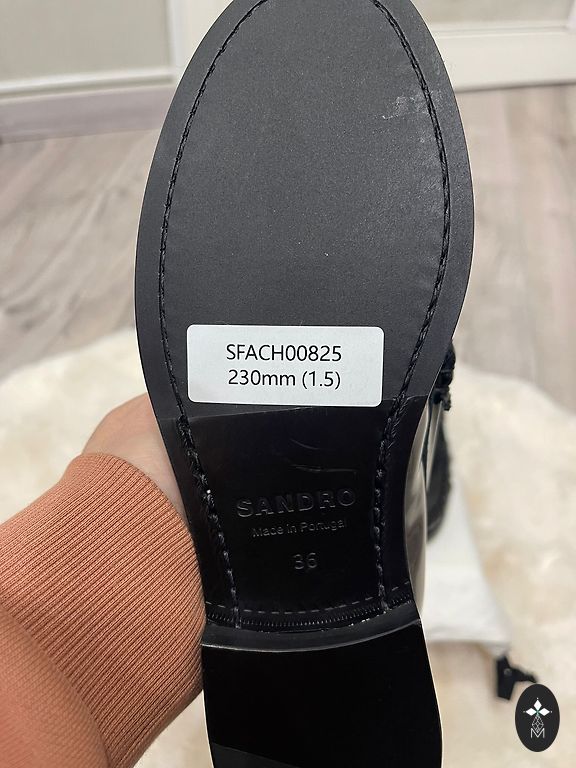 SFACH00825
230mm (1.5)
SANDRO
Made in Portugal
36